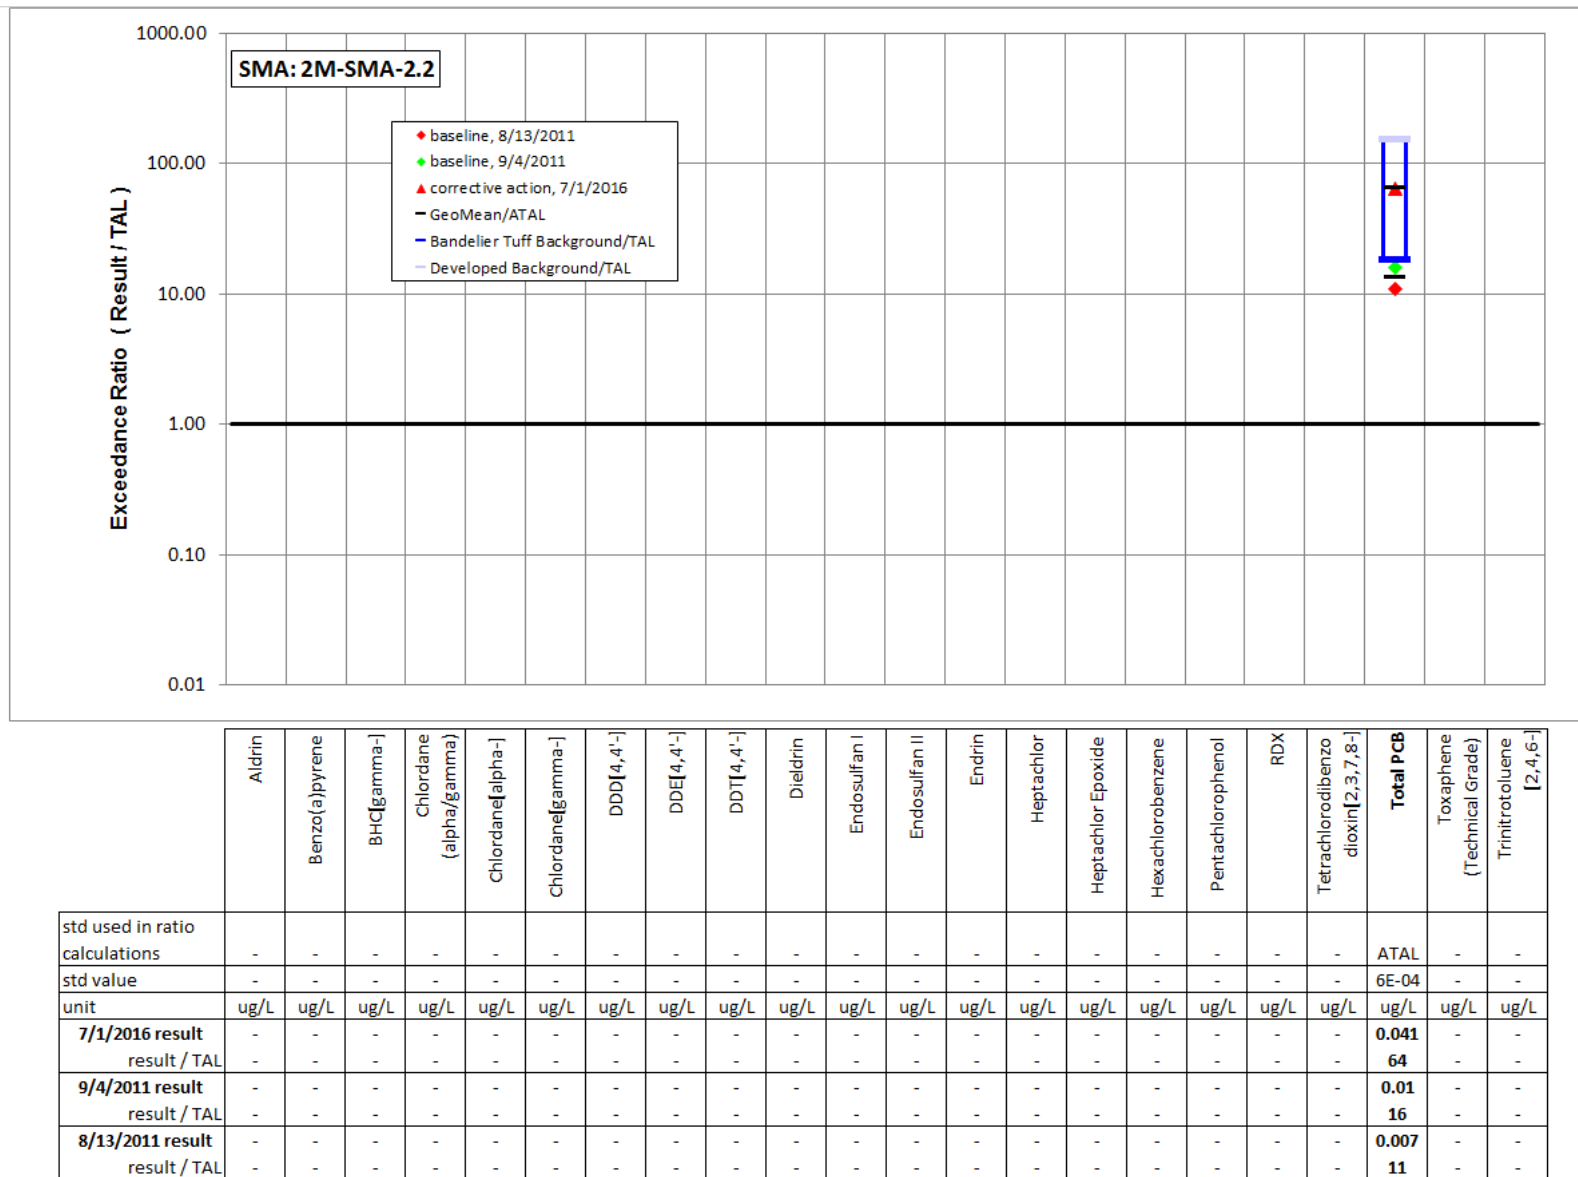 1000.00
SMA: 2M-SMA-2.2
baseline, 8/13/2011
baseline, 9/4/2011
corrective action, 7/1/2016
GeoMean/ATAL
Bandelier Tuff Background/TAL
Developed Background/TAL
100.00
10.00
1.00
0.10
0.01
Exceedance Ratio ( Result / TAL )
Aldrin
Benzo(a)pyrene
BHC[gamma-]
Chlordane
(alpha/gamma)
Chlordane[alpha-]
Chlordane[gamma-]
DDD[4,4'-]
DDE[4,4'-]
DDT[4,4'-]
Dieldrin
Endosulfan I
Endosulfan II
Endrin
Heptachlor
Heptachlor Epoxide
Hexachlorobenzene
Pentachlorophenol
RDX
Tetrachlorodibenzo
dioxin[2,3,7,8-]
Total PCB
Toxaphene
(Technical Grade)
Trinitrotoluene
[2,4,6-]
std used in ratio
calculations - - - - - - - - - - - - - - - - - - - ATAL - -
std value - - - - - - - - - - - - - - - - - - - 6E-04 - -
unit ug/L ug/L ug/L ug/L ug/L ug/L ug/L ug/L ug/L ug/L ug/L ug/L ug/L ug/L ug/L ug/L ug/L ug/L ug/L ug/L ug/L ug/L
7/1/2016 result - - - - - - - - - - - - - - - - - - - 0.041 - -
result / TAL - - - - - - - - - - - - - - - - - - - 64 - -
9/4/2011 result - - - - - - - - - - - - - - - - - - - 0.01 - -
result / TAL - - - - - - - - - - - - - - - - - - - 16 - -
8/13/2011 result - - - - - - - - - - - - - - - - - - - 0.007 - -
result / TAL - - - - - - - - - - - - - - - - - - - 11 - -